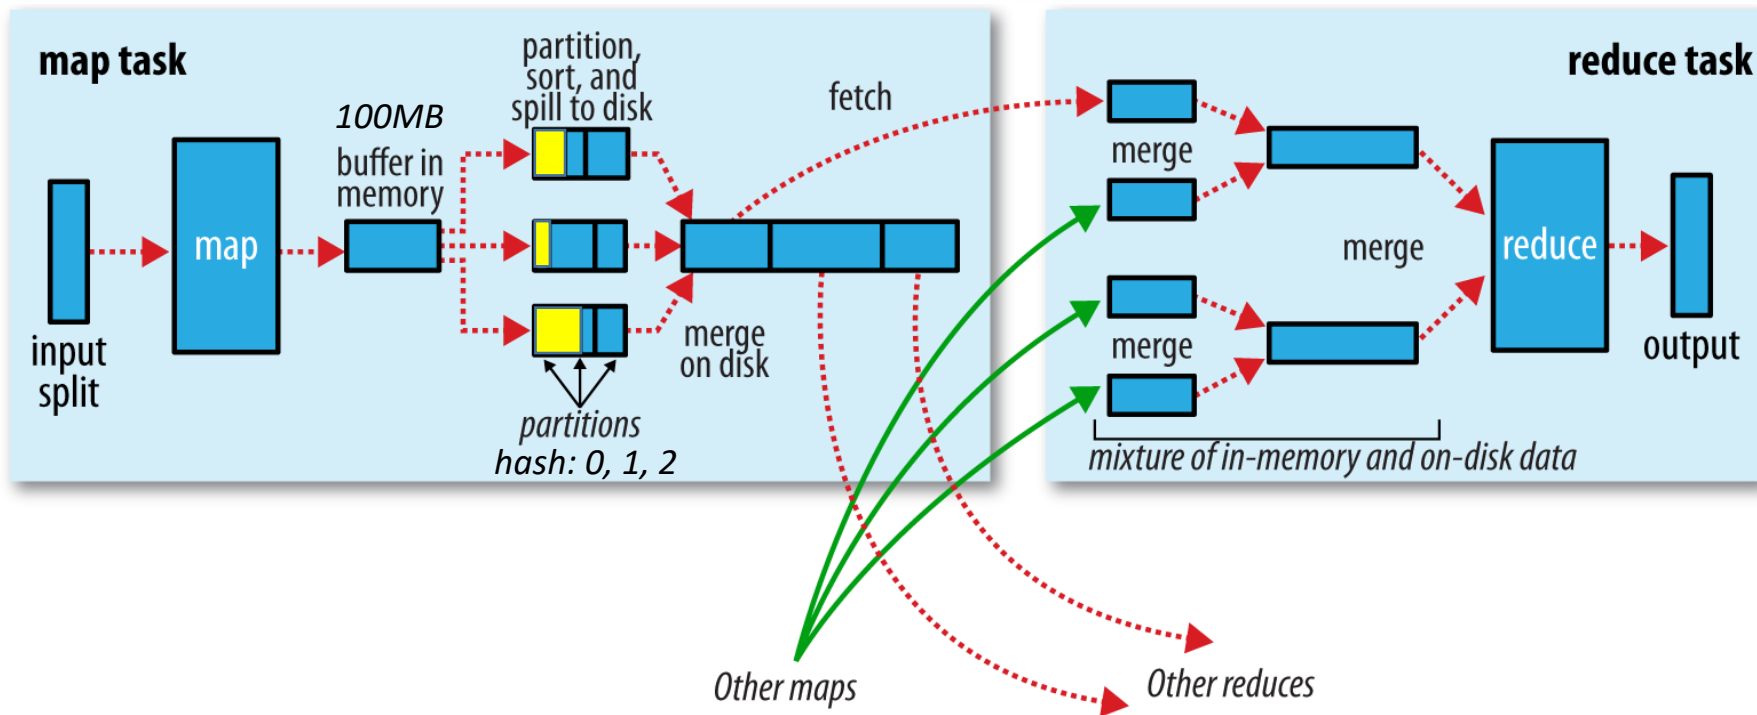 map task
100MB
buffer in
memory
partition,
sort, and
spill to disk
fetch
map
input
split
merge
on disk
partitions
hash: 0, 1, 2
reduce task
merge
merge
merge
reduce
output
mixture of in-memory and on-disk data
Other maps
Other reduces